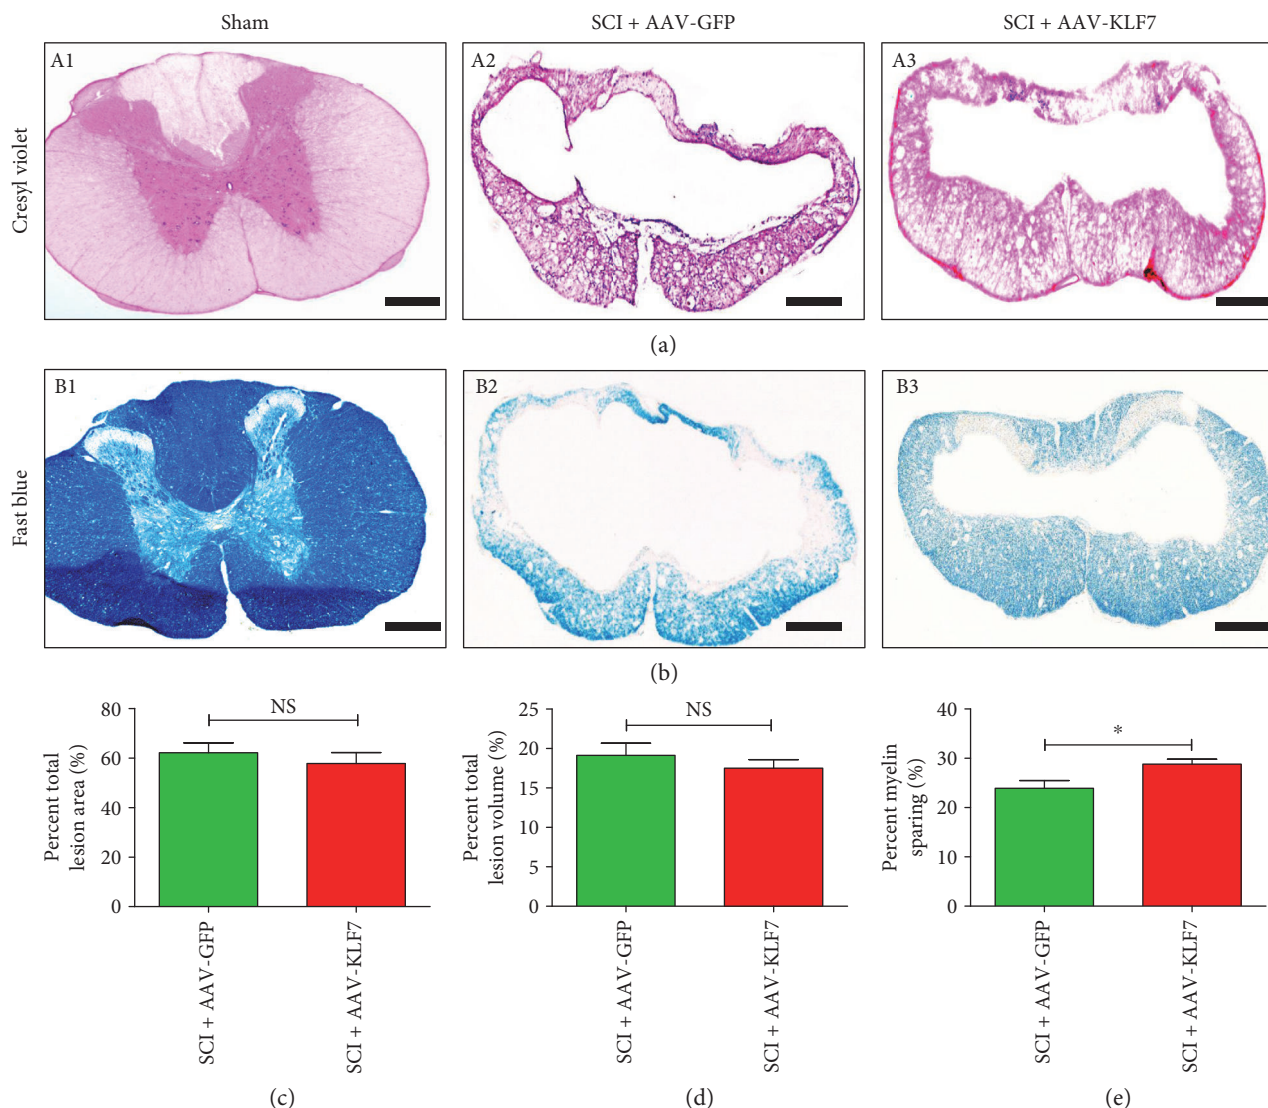 Sham
SCI + AAV-GFP
SCI + AAV-KLF7
Cresyl violet
A1
A2
A3
(a)
Fast blue
B1
B2
B3
(b)
Percent total
lesion area (%)
80
60
40
20
0
NS
SCI + AAV-GFP
SCI + AAV-KLF7
(c)
Percent total
lesion volume (%)
25
20
15
10
5
0
NS
SCI + AAV-GFP
SCI + AAV-KLF7
(d)
Percent myelin
sparing (%)
40
30
20
10
0
*
SCI + AAV-GFP
SCI + AAV-KLF7
(e)